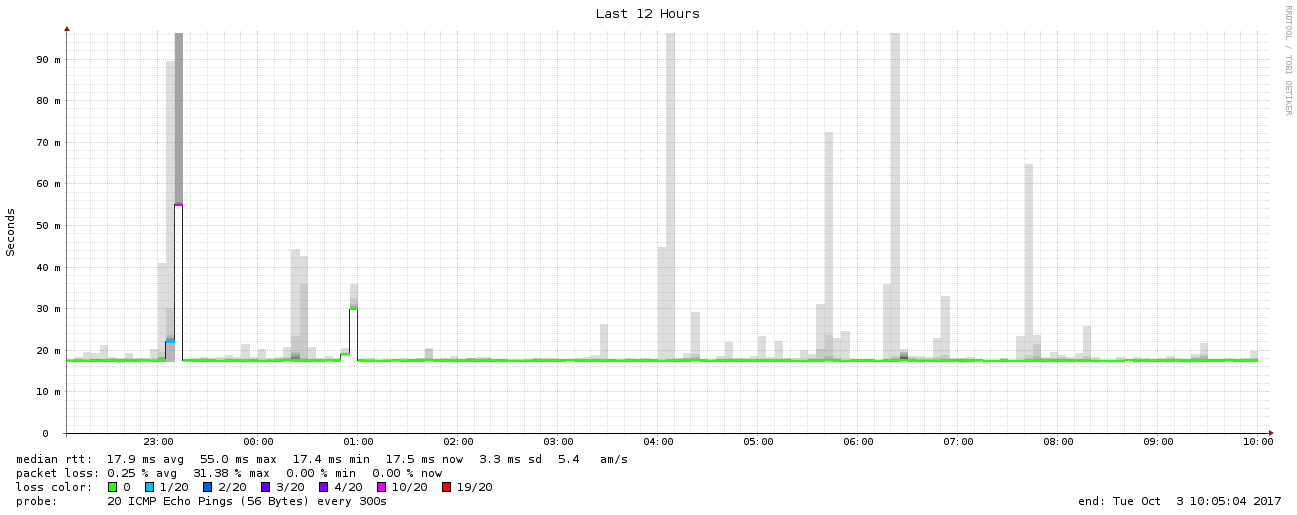 Last 12 Hours
RRDTOOL / TOBI OETIKER
Seconds
90 m
80 m
70 m
60 m
50 m
40 m
30 m
20 m
10 m
0
23:00 00:00 01:00 02:00 03:00 04:00 05:00 06:00 07:00 08:00 09:00 10:00
median rtt: 17.9 ms avg 55.0 ms max 17.4 ms min 17.5 ms now 3.3 ms sd 5.4 am/s
packet loss: 0.25 % avg 31.38 % max 0.00 % min 0.00 % now
loss color: 0 1/20 2/20 3/20 4/20 10/20 19/20
probe: 20 ICMP Echo Pings (56 Bytes) every 300s end: Tue Oct 3 10:05:04 2017